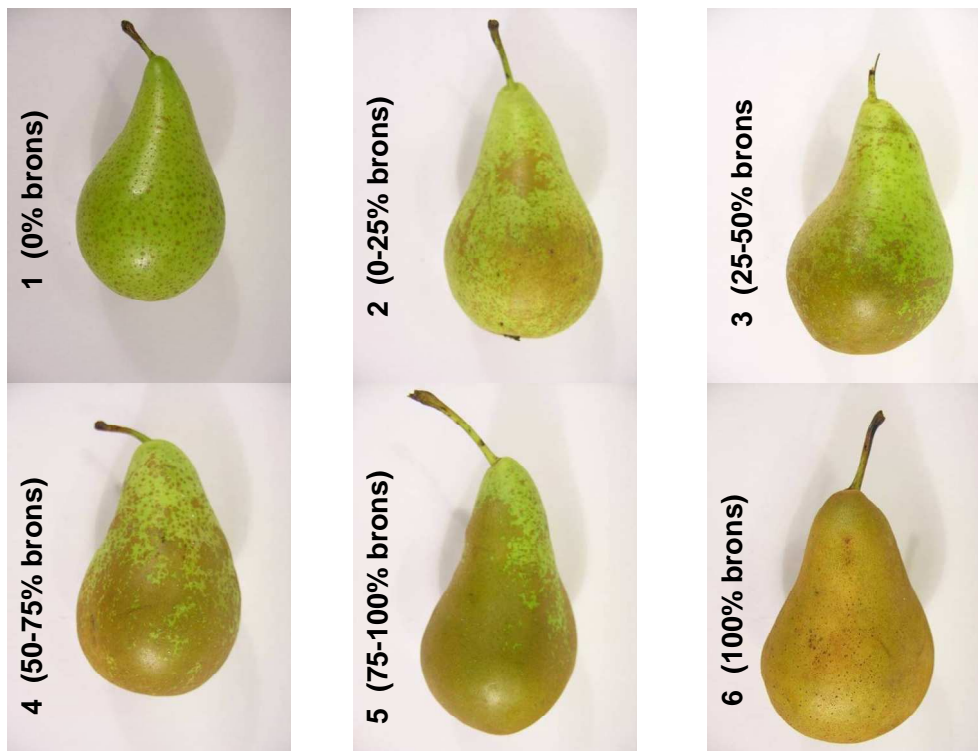 1 (0% brons)
2 (0-25% brons)
3 (25-50% brons
4 (50-75% brons)
5 (75-100% brons)
6 (100% brons)